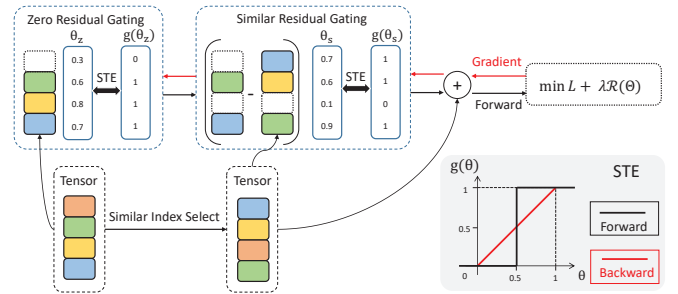 Zero Residual Gating
θz
g(θz)
0.3
0.6
0.8
0.7
STE
0
1
1
1
Similar Residual Gating
-
θs
g(θs)
0.7
0.6
0.1
0.9
STE
1
1
0
1
+
Gradient
Forward
min L + λℛ(Θ)
Tensor
Similar Index Select
Tensor
g(θ)
STE
1
0.5
0
0.5
1
θ
Forward
Backward